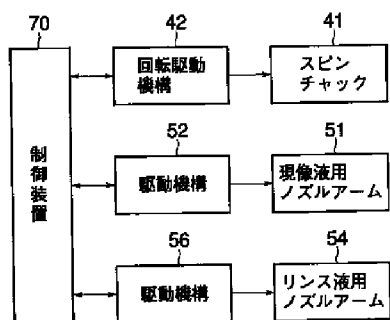 70
42
41
回転駆動
機構
スピン
チャック
制御装置
52
51
駆動機構
現像液用
ノズルアーム
56
54
駆動機構
リンス液用
ノズルアーム